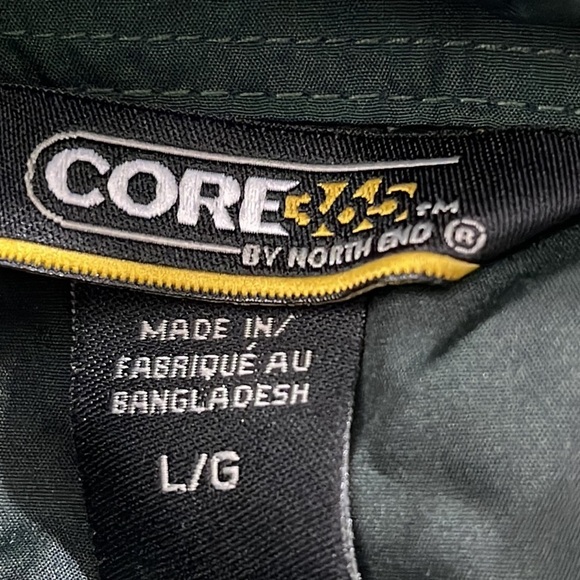 CORE365™
BY NORTH END®
MADE IN/
FABRIQUÉ AU
BANGLADESH
L/G